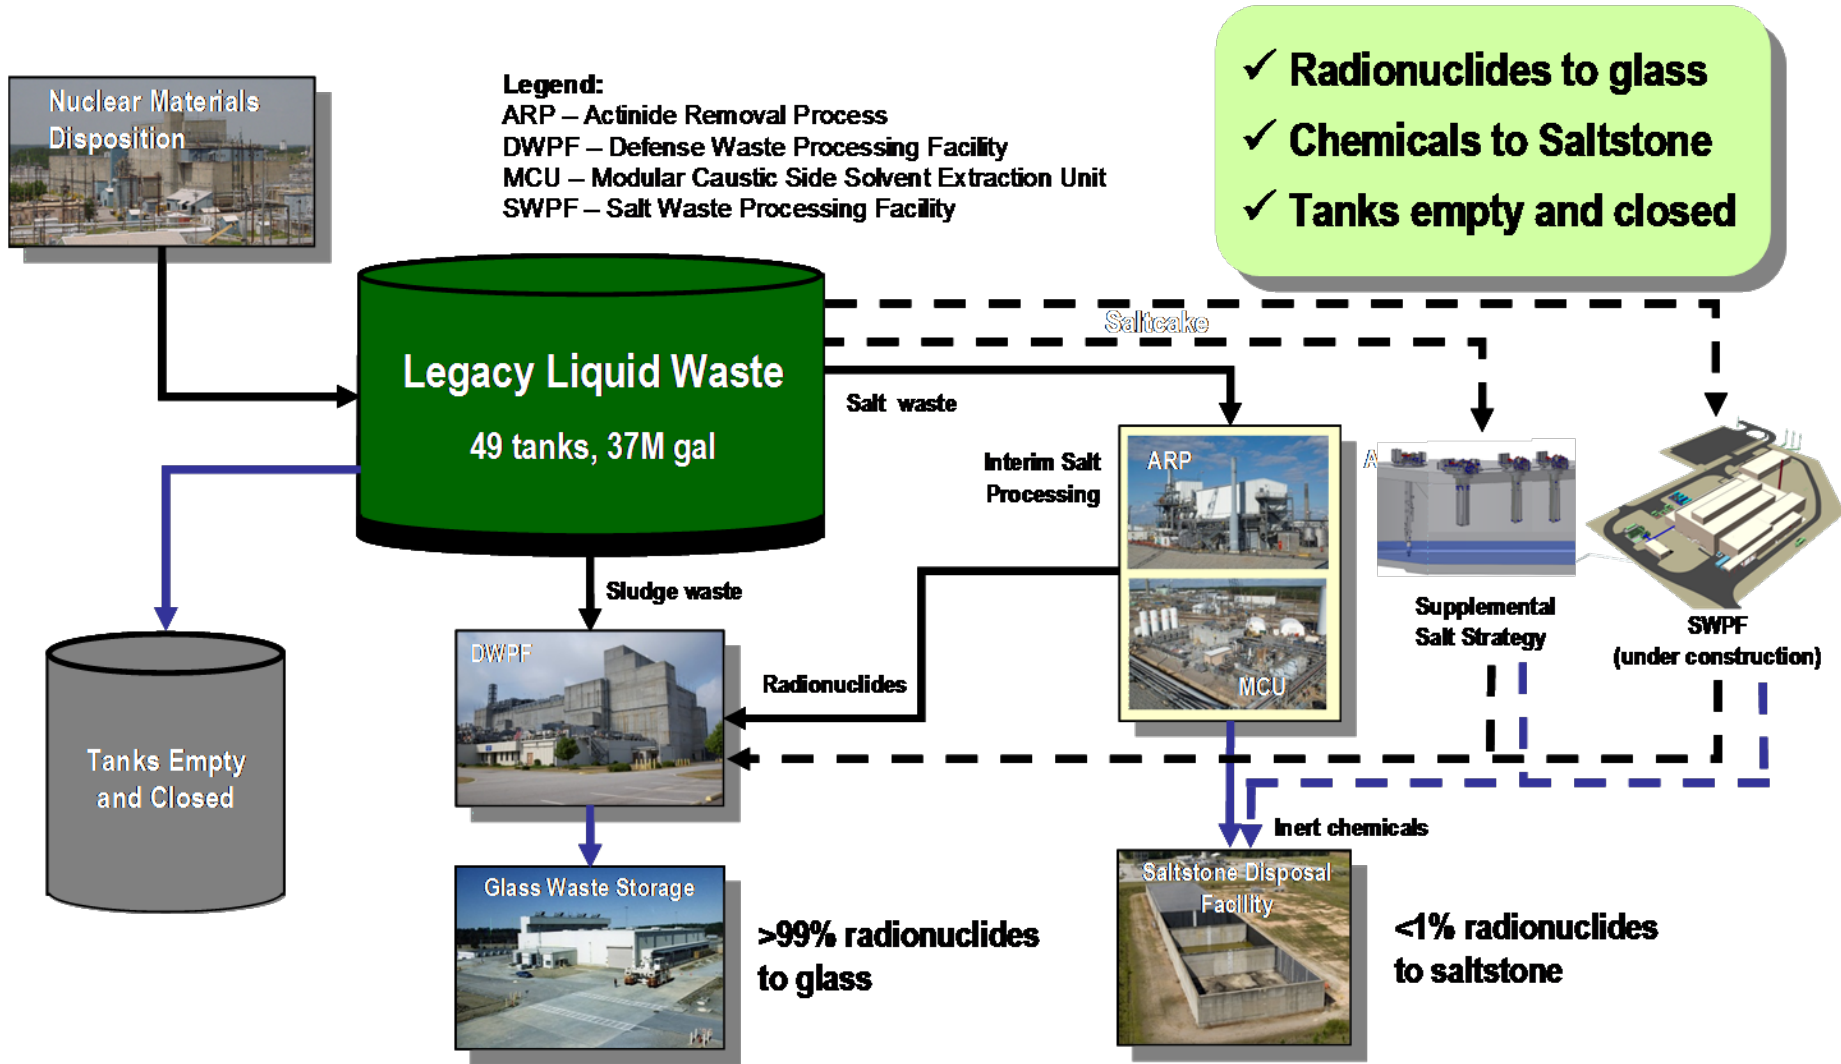 Nuclear Materials
Disposition
Legend:
ARP – Actinide Removal Process
DWPF – Defense Waste Processing Facility
MCU – Modular Caustic Side Solvent Extraction Unit
SWPF – Salt Waste Processing Facility
✓ Radionuclides to glass
✓ Chemicals to Saltstone
✓ Tanks empty and closed
Saltcake
Legacy Liquid Waste
49 tanks, 37M gal
Salt waste
Interim Salt
Processing
ARP
A
MCU
Supplemental
Salt Strategy
SWPF
(under construction)
Sludge waste
DWPF
Radionuclides
Tanks Empty
and Closed
Inert chemicals
Glass Waste Storage
>99% radionuclides
to glass
Saltstone Disposal
Facility
<1% radionuclides
to saltstone